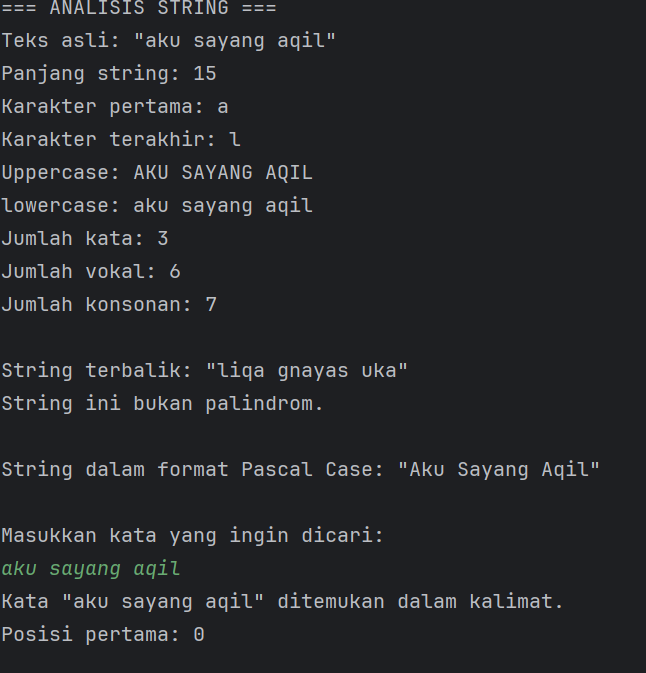 === ANALISIS STRING ===
Teks asli: "aku sayang aqil"
Panjang string: 15
Karakter pertama: a
Karakter terakhir: l
Uppercase: AKU SAYANG AQIL
lowercase: aku sayang aqil
Jumlah kata: 3
Jumlah vokal: 6
Jumlah konsonan: 7
String terbalik: "liqa gnayas uka"
String ini bukan palindrom.
String dalam format Pascal Case: "Aku Sayang Aqil"
Masukkan kata yang ingin dicari:
aku sayang aqil
Kata "aku sayang aqil" ditemukan dalam kalimat.
Posisi pertama: 0